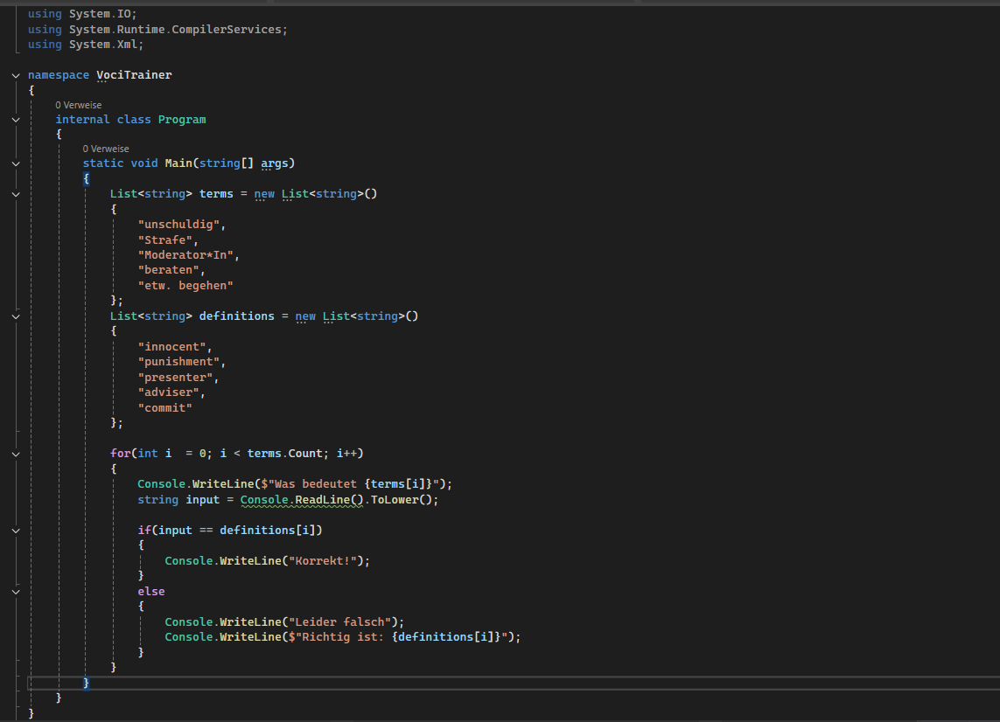 using System.IO;
using System.Runtime.CompilerServices;
using System.Xml;
namespace VociTrainer
{
0 Verweise
internal class Program
{
0 Verweise
static void Main(string[] args)
{
List<string> terms = new List<string>()
{
"unschuldig",
"Strafe",
"Moderator*In",
"beraten",
"etw. begehen"
};
List<string> definitions = new List<string>()
{
"innocent",
"punishment",
"presenter",
"adviser",
"commit"
};
for(int i  = 0; i < terms.Count; i++)
{
Console.WriteLine($"Was bedeutet {terms[i]}");
string input = Console.ReadLine().ToLower();
if(input == definitions[i])
{
Console.WriteLine("Korrekt!");
}
else
{
Console.WriteLine("Leider falsch");
Console.WriteLine($"Richtig ist: {definitions[i]}");
}
}
}
}
}